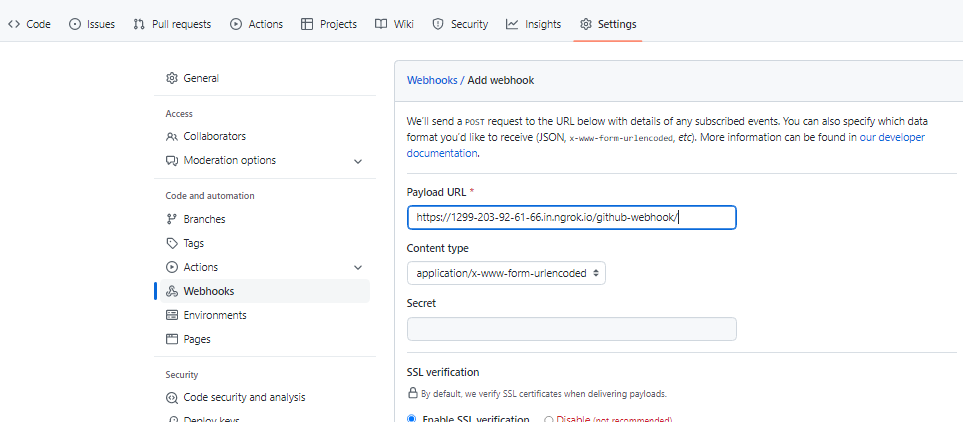 Code Issues Pull requests Actions Projects Wiki Security Insights Settings
General
Access
Collaborators
Moderation options
Code and automation
Branches
Tags
Actions
Webhooks
Environments
Pages
Security
Code security and analysis
Deploy keys
Webhooks / Add webhook
We'll send a POST request to the URL below with details of any subscribed events. You can also specify which data
format you'd like to receive (JSON, x-www-form-urlencoded, etc). More information can be found in our developer
documentation.
Payload URL *
https://1299-203-92-61-66.in.ngrok.io/github-webhook/
Content type
application/x-www-form-urlencoded
Secret
SSL verification
By default, we verify SSL certificates when delivering payloads.
Enable SSL verification Disable (not recommended)